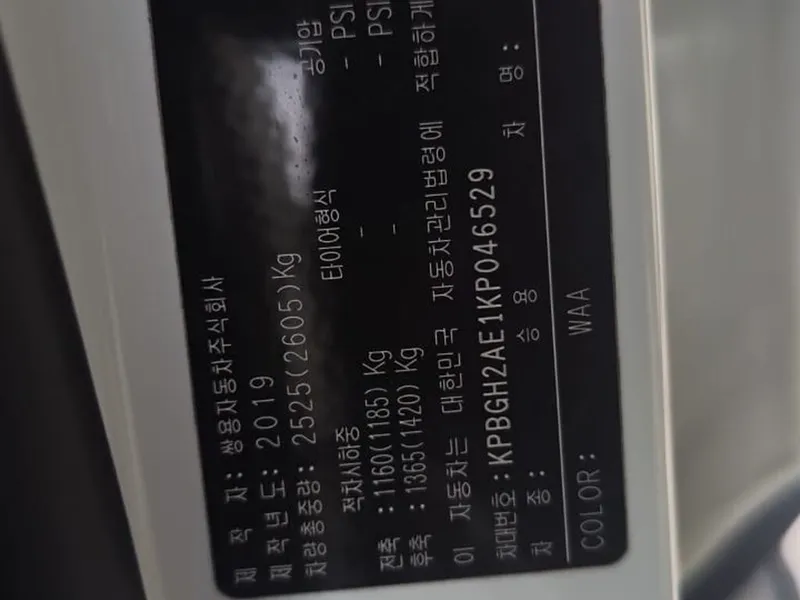 제 작 자: 쌍용자동차주식회사
제 작 년 도: 2019
차량총중량: 2525(2605)Kg
적차시하중 타이어형식 공기압
전축 : 1160(1185) Kg - - PSI
후축 : 1365(1420) Kg - - PSI
이 자동차는 대한민국 자동차관리법령에 적합하게
차대번호: KPBGH2AE1KP046529
차 종: 승 용 차 명:
COLOR: WAA